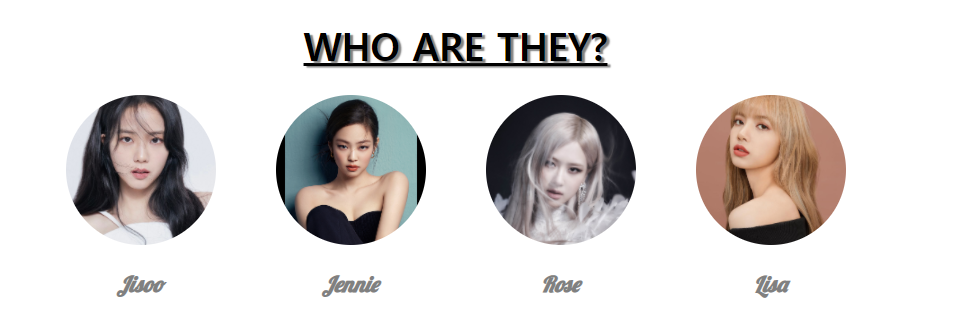 WHO ARE THEY?
Jisoo Jennie Rose Lisa